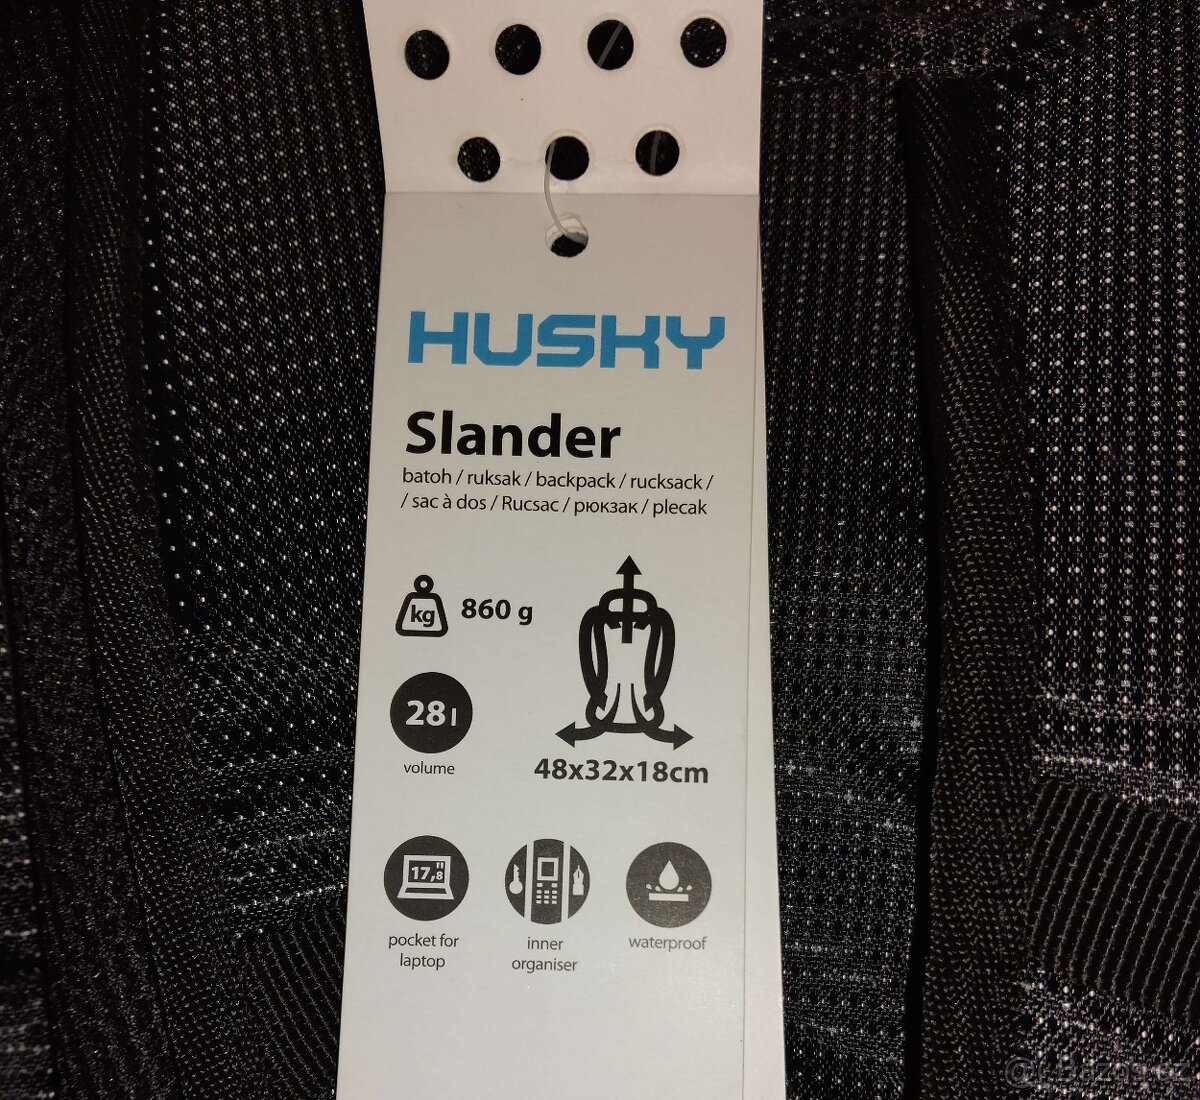 HUSKY
Slander
batoh / ruksak / backpack / rucksack /
/ sac à dos / Rucsac / рюкзак / plecak
kg 860 g
28 l
volume
48x32x18cm
17,8"
pocket for
laptop
inner
organiser
waterproof